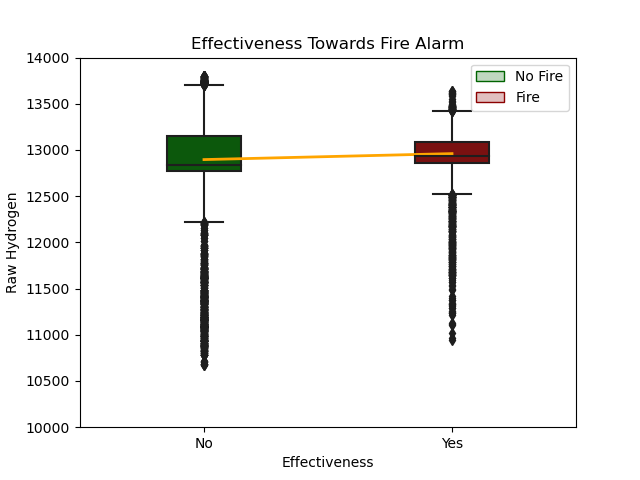 Effectiveness Towards Fire Alarm
No Fire
Fire
14000
13500
13000
12500
12000
11500
11000
10500
10000
Raw Hydrogen
No
Yes
Effectiveness